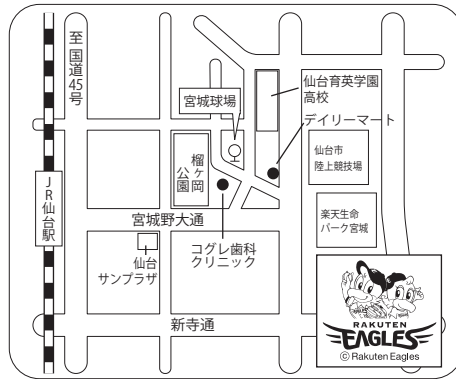 至国道45号
仙台育英学園
高校
宮城球場
デイリーマート
仙台市
陸上競技場
榴ヶ岡
公園
JR仙台駅
楽天生命
パーク宮城
宮城野大通
コグレ歯科
クリニック
仙台
サンプラザ
新寺通
RAKUTEN
EAGLES
© Rakuten Eagles